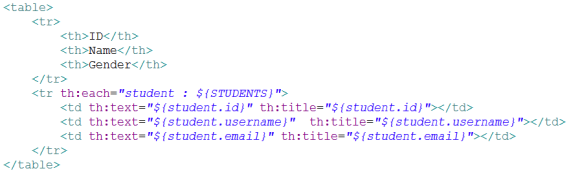 <table>
    <tr>
        <th>ID</th>
        <th>Name</th>
        <th>Gender</th>
    </tr>
    <tr th:each="student : ${STUDENTS}">
        <td th:text="${student.id}" th:title="${student.id}"></td>
        <td th:text="${student.username}"  th:title="${student.username}"></td>
        <td th:text="${student.email}" th:title="${student.email}"></td>
    </tr>
</table>